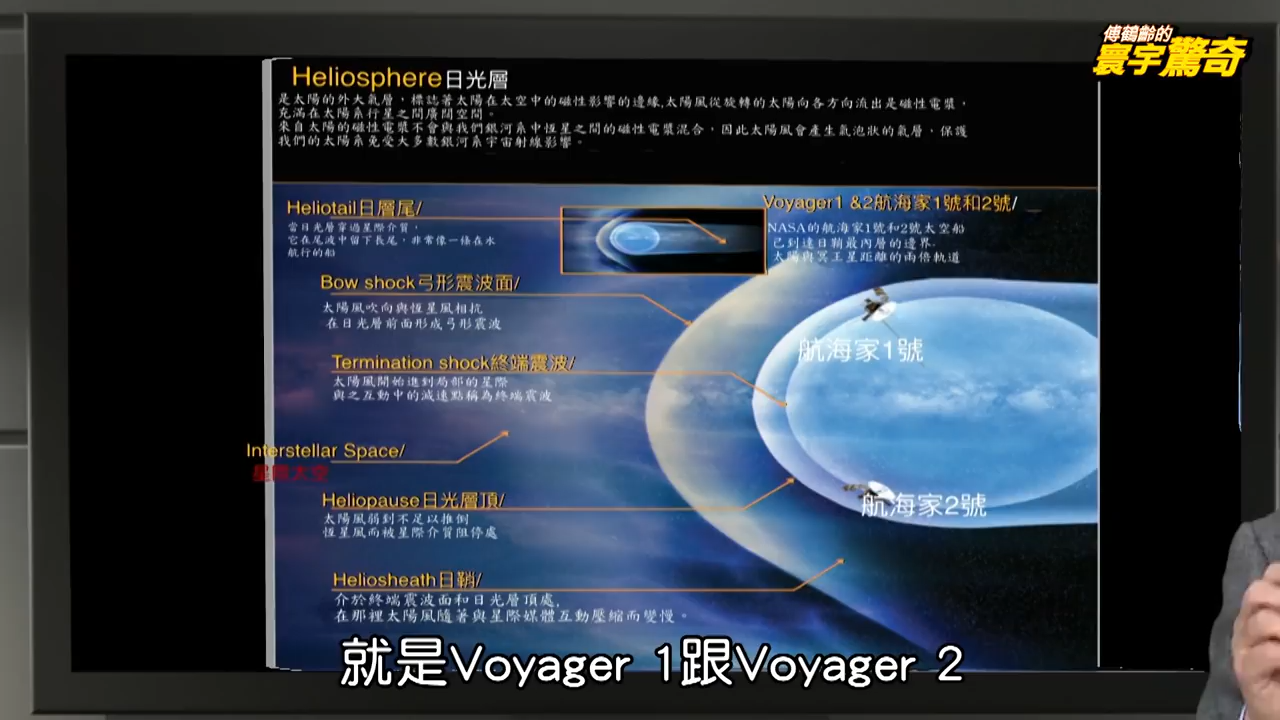 傅鶴齡的
寰宇驚奇
Heliosphere日光層
是太陽的外大氣層，標誌著太陽在太空中的磁性影響的邊緣,太陽風從旋轉的太陽向各方向流出是磁性電漿，
充滿在太陽系行星之間廣闊空間。
來自太陽的磁性電漿不會與我們銀河系中恆星之間的磁性電漿混合，因此太陽風會產生氣泡狀的氣層，保護
我們的太陽系免受大多數銀河系宇宙射線影響。
Heliotail日層尾/
當日光層穿過星際介質，
它在尾波中留下長尾，非常像一條在水
航行的船
Voyager1 &2航海家1號和2號/
NASA的航海家1號和2號太空船
已到達日鞘最內層的邊界.
太陽與冥王星距離的兩倍軌道
Bow shock弓形震波面/
太陽風吹向與恆星風相抗
在日光層前面形成弓形震波
航海家1號
Termination shock終端震波/
太陽風開始進到局部的星際
與之互動中的減速點稱為終端震波
Interstellar Space/
星際太空
Heliopause日光層頂/
太陽風弱到不足以推倒
恆星風而被星際介質阻停處
航海家2號
Heliosheath日鞘/
介於終端震波面和日光層頂處,
在那裡太陽風隨著與星際媒體互動壓縮而變慢。
就是Voyager 1跟Voyager 2